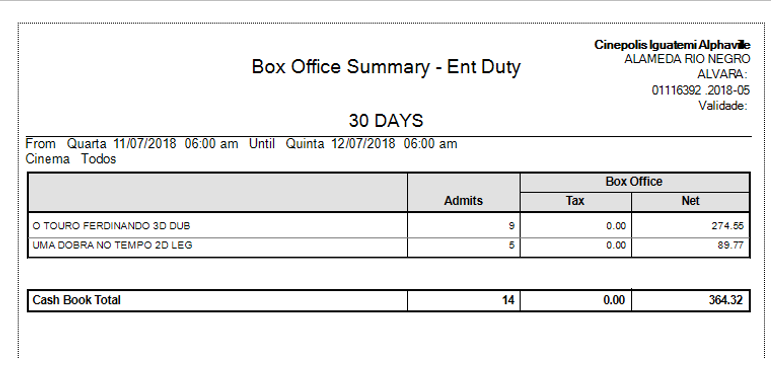 Cinepolis Iguatemi Alphaville
ALAMEDA RIO NEGRO
Box Office Summary - Ent Duty
ALVARA:
01116392 .2018-05
Validade:
30 DAYS
From Quarta 11/07/2018 06:00 am Until Quinta 12/07/2018 06:00 am
Cinema Todos
Box Office
Admits Tax Net
O TOURO FERDINANDO 3D DUB 9 0.00 274.55
UMA DOBRA NO TEMPO 2D LEG 5 0.00 89.77
Cash Book Total 14 0.00 364.32